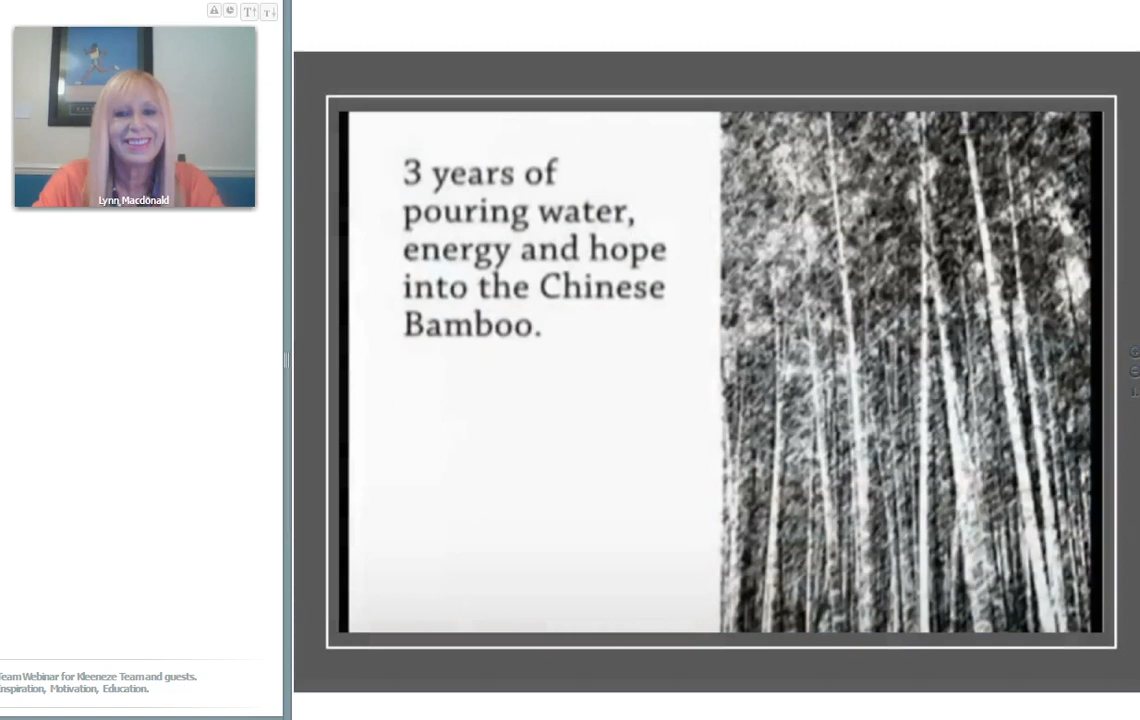 T↑ T↓
Lynn Macdonald
3 years of
pouring water,
energy and hope
into the Chinese
Bamboo.
Team Webinar for Kleeneze Team and guests.
Inspiration, Motivation, Education.